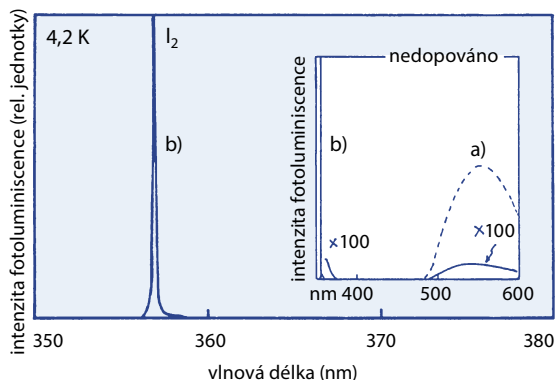 intenzita fotoluminiscence (rel. jednotky)
4,2 K
I₂
b)
nedopováno
intenzita fotoluminiscence
b)
a)
×100
×100
nm 400 500 600
350 360 370 380
vlnová délka (nm)